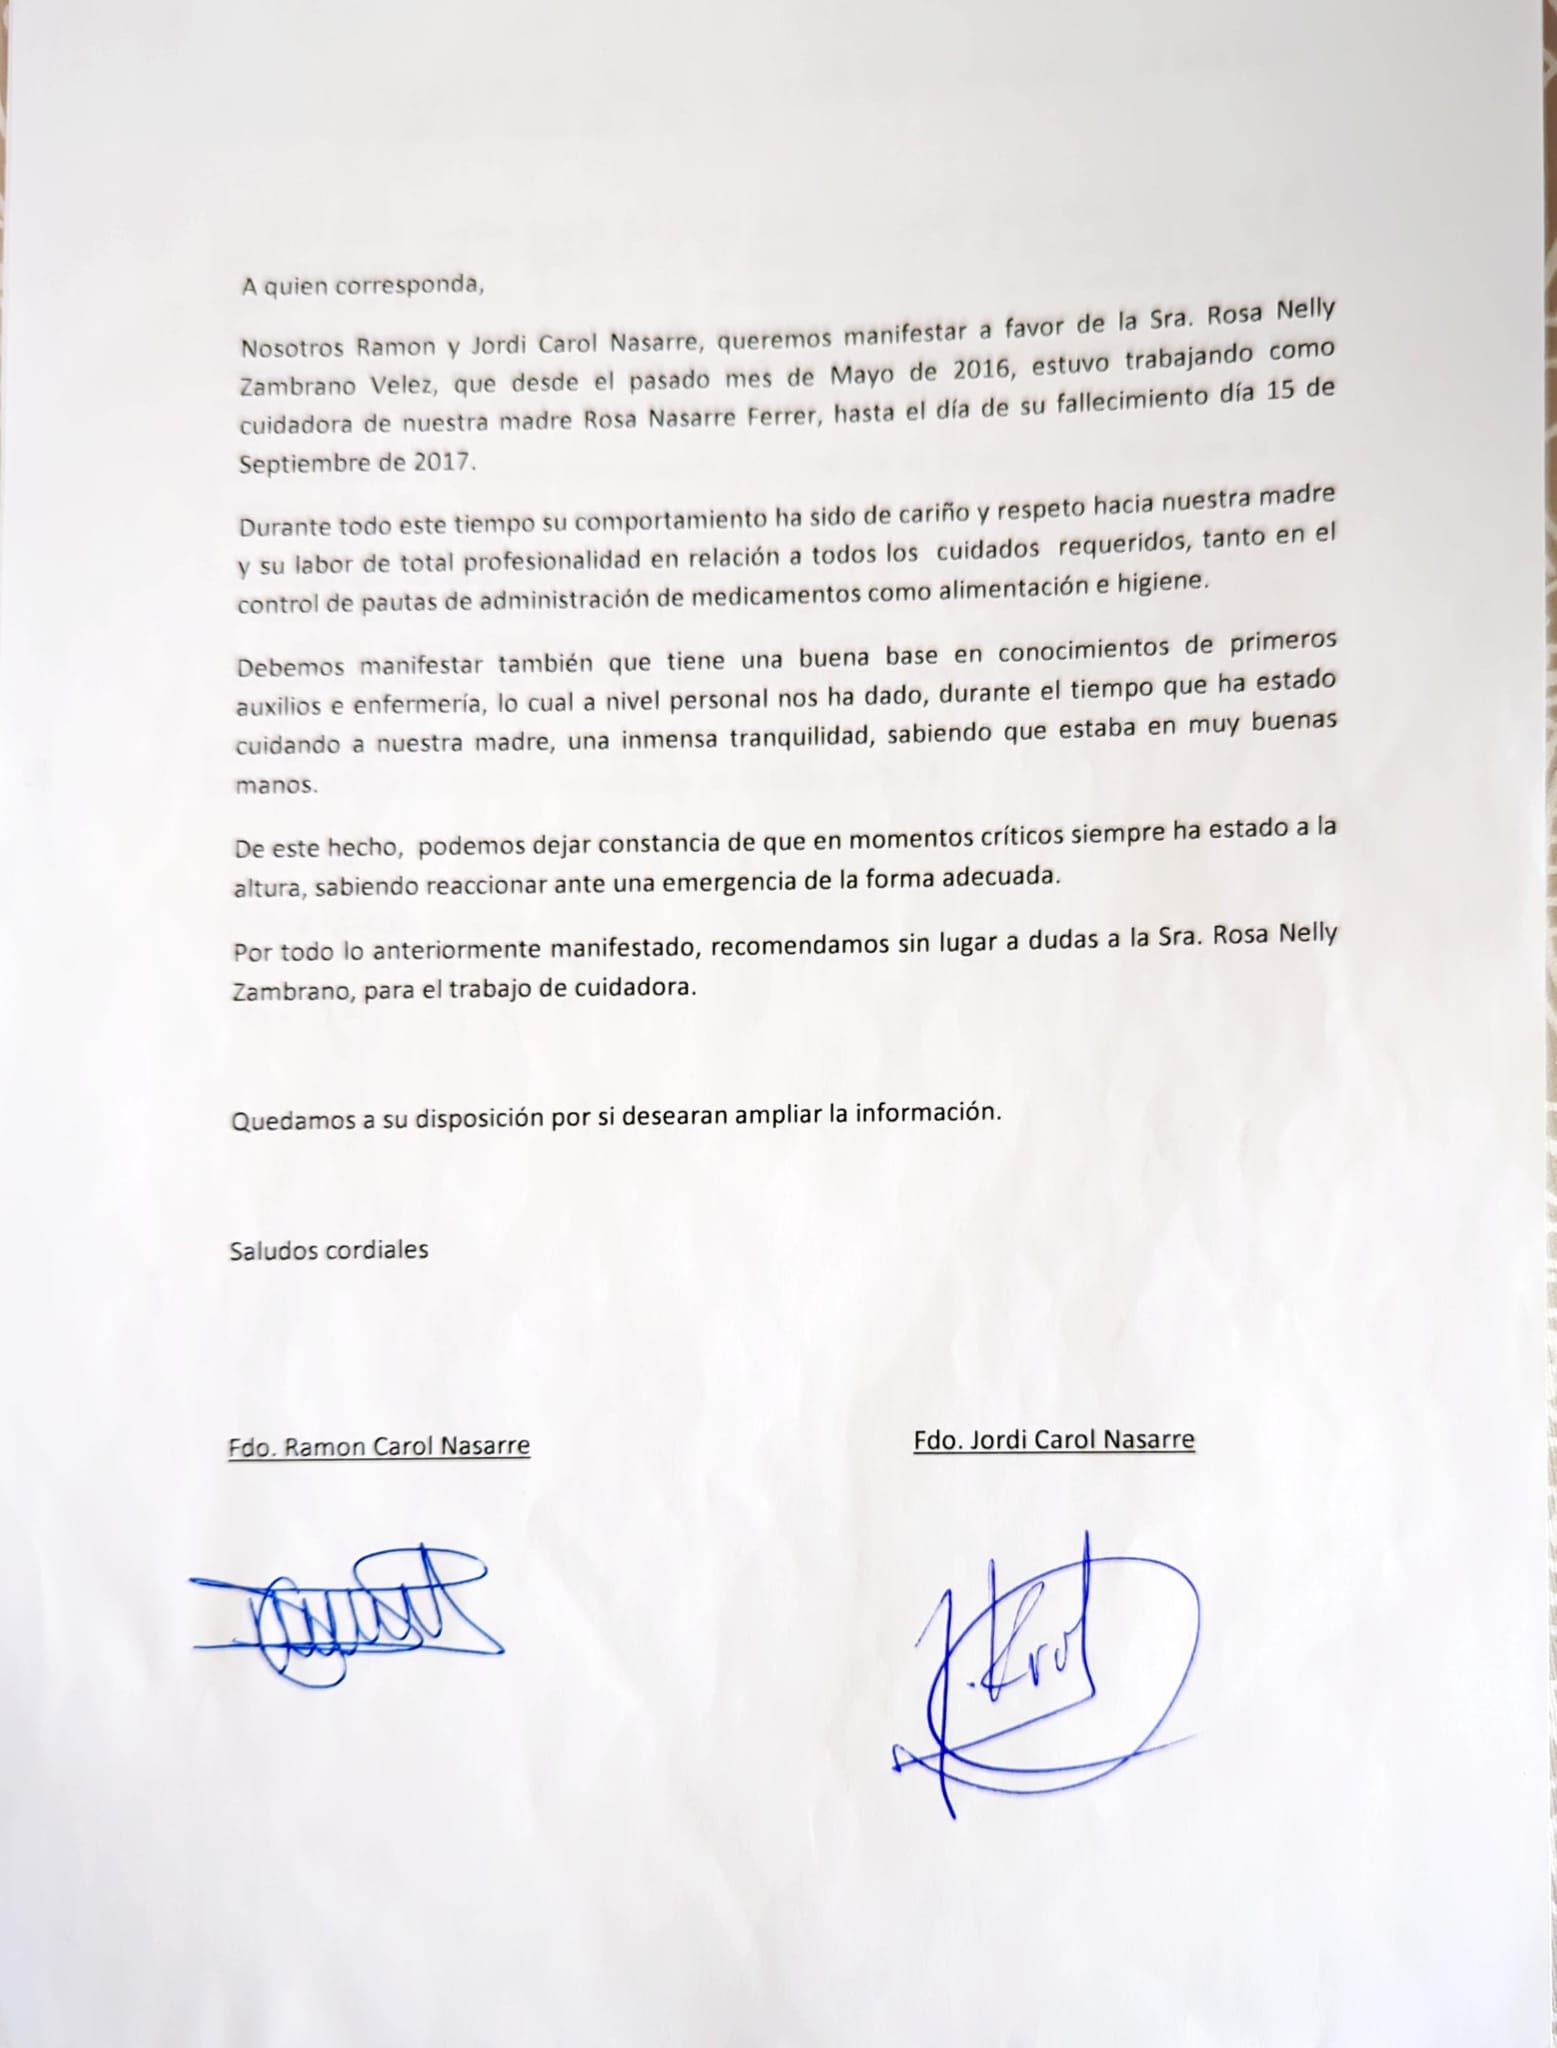 A quien corresponda,
Nosotros Ramon y Jordi Carol Nasarre, queremos manifestar a favor de la Sra. Rosa Nelly
Zambrano Velez, que desde el pasado mes de Mayo de 2016, estuvo trabajando como
cuidadora de nuestra madre Rosa Nasarre Ferrer, hasta el día de su fallecimiento día 15 de
Septiembre de 2017.
Durante todo este tiempo su comportamiento ha sido de cariño y respeto hacia nuestra madre
y su labor de total profesionalidad en relación a todos los cuidados requeridos, tanto en el
control de pautas de administración de medicamentos como alimentación e higiene.
Debemos manifestar también que tiene una buena base en conocimientos de primeros
auxilios e enfermería, lo cual a nivel personal nos ha dado, durante el tiempo que ha estado
cuidando a nuestra madre, una inmensa tranquilidad, sabiendo que estaba en muy buenas
manos.
De este hecho, podemos dejar constancia de que en momentos críticos siempre ha estado a la
altura, sabiendo reaccionar ante una emergencia de la forma adecuada.
Por todo lo anteriormente manifestado, recomendamos sin lugar a dudas a la Sra. Rosa Nelly
Zambrano, para el trabajo de cuidadora.
Quedamos a su disposición por si desearan ampliar la información.
Saludos cordiales
Fdo. Ramon Carol Nasarre
Fdo. Jordi Carol Nasarre